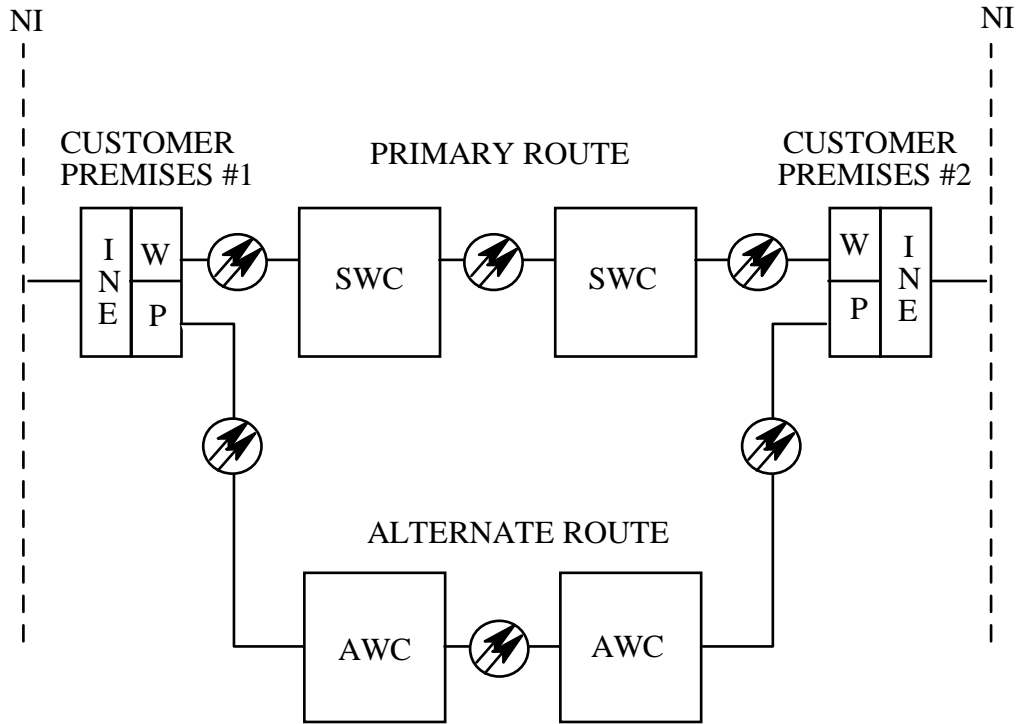 NI
NI
CUSTOMER
PREMISES #1
PRIMARY ROUTE
CUSTOMER
PREMISES #2
I
N
E
W
P
SWC
SWC
W
P
I
N
E
ALTERNATE ROUTE
AWC
AWC